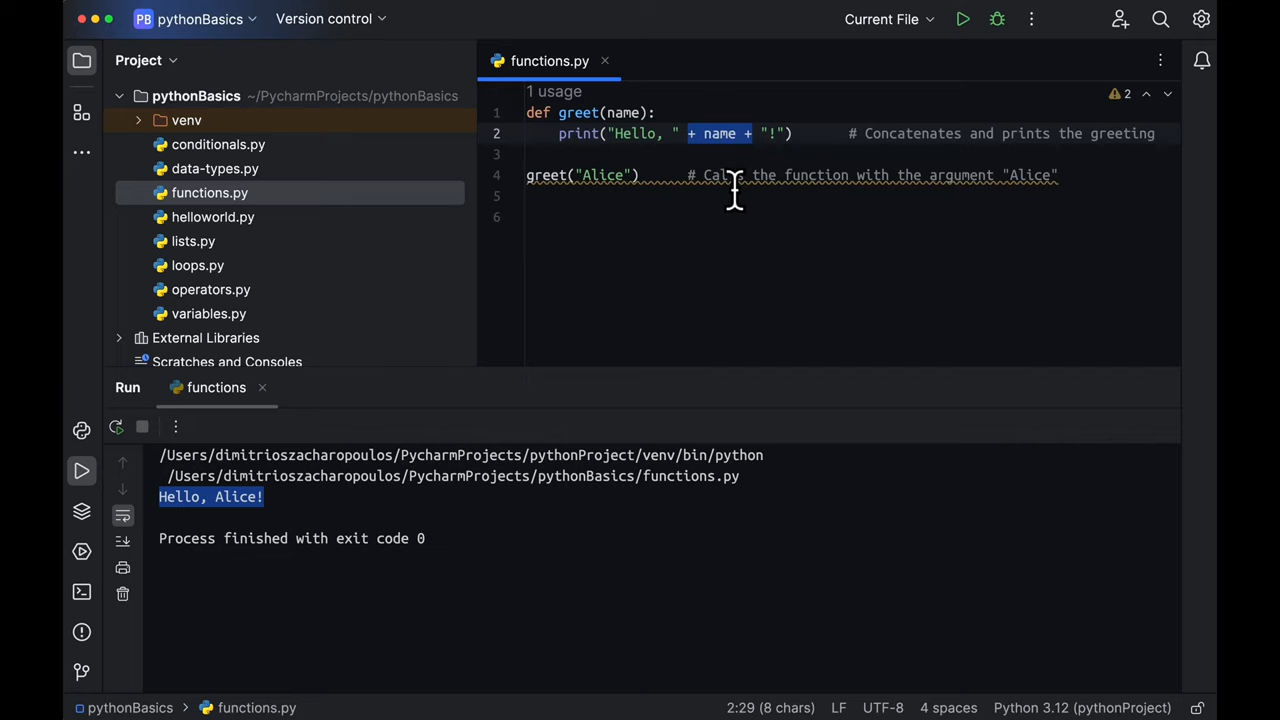 PB pythonBasics Version control Current File
Project
functions.py
pythonBasics ~/PycharmProjects/pythonBasics
venv
conditionals.py
data-types.py
functions.py
helloworld.py
lists.py
loops.py
operators.py
variables.py
External Libraries
Scratches and Consoles
1 usage
2
1 def greet(name):
2 print("Hello, " + name + "!") # Concatenates and prints the greeting
3
4 greet("Alice") # Calls the function with the argument "Alice"
5
6
Run functions
/Users/dimitrioszacharopoulos/PycharmProjects/pythonProject/venv/bin/python
/Users/dimitrioszacharopoulos/PycharmProjects/pythonBasics/functions.py
Hello, Alice!
Process finished with exit code 0
pythonBasics functions.py 2:29 (8 chars) LF UTF-8 4 spaces Python 3.12 (pythonProject)